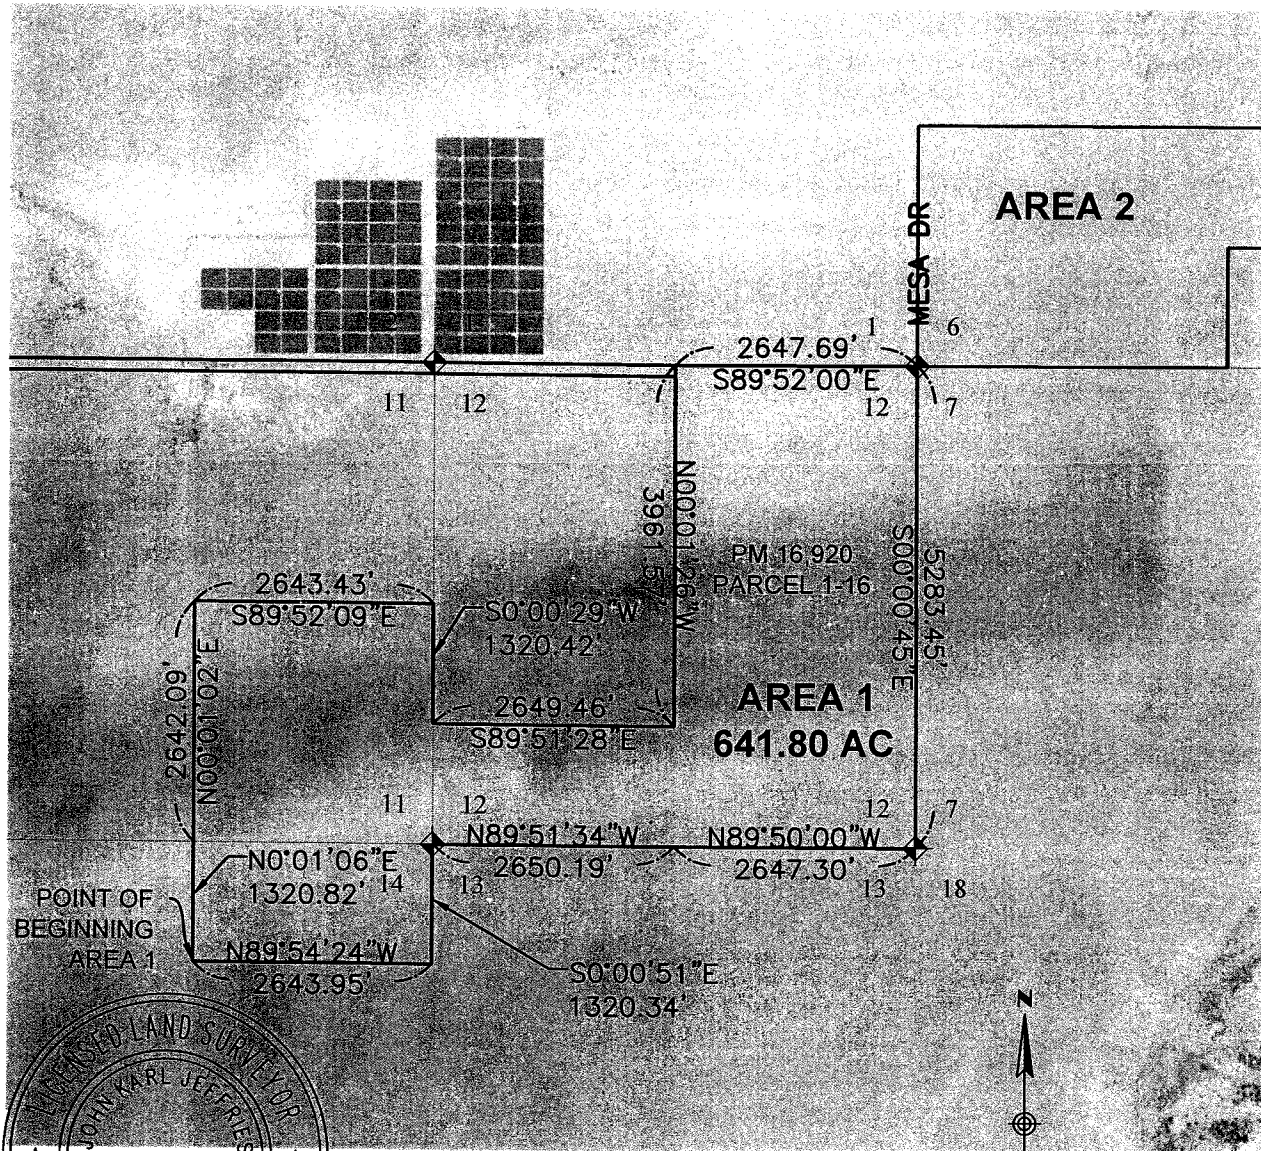 AREA 2
MESA DR
1
6
2647.69'
S89°52'00"E
11
12
12
7
N00°01'26"W
PM 16,920
PARCEL 1-16
S00°00'45"E
5283.45'
2643.43'
S89°52'09"E
S0°00'29"W
1320.42'
2642.09'
N00°01'02"E
2649.46'
S89°51'28"E
AREA 1
641.80 AC
11
12
12
7
N89°51'34"W
2650.19'
N89°50'00"W
2647.30'
N0°01'06"E
1320.82'
14
13
13
18
POINT OF
BEGINNING
AREA 1
N89°54'24"W
2643.95'
S0°00'51"E
1320.34'
N
LICENSED LAND SURVEYOR
JOHN KARL JEFFRIES